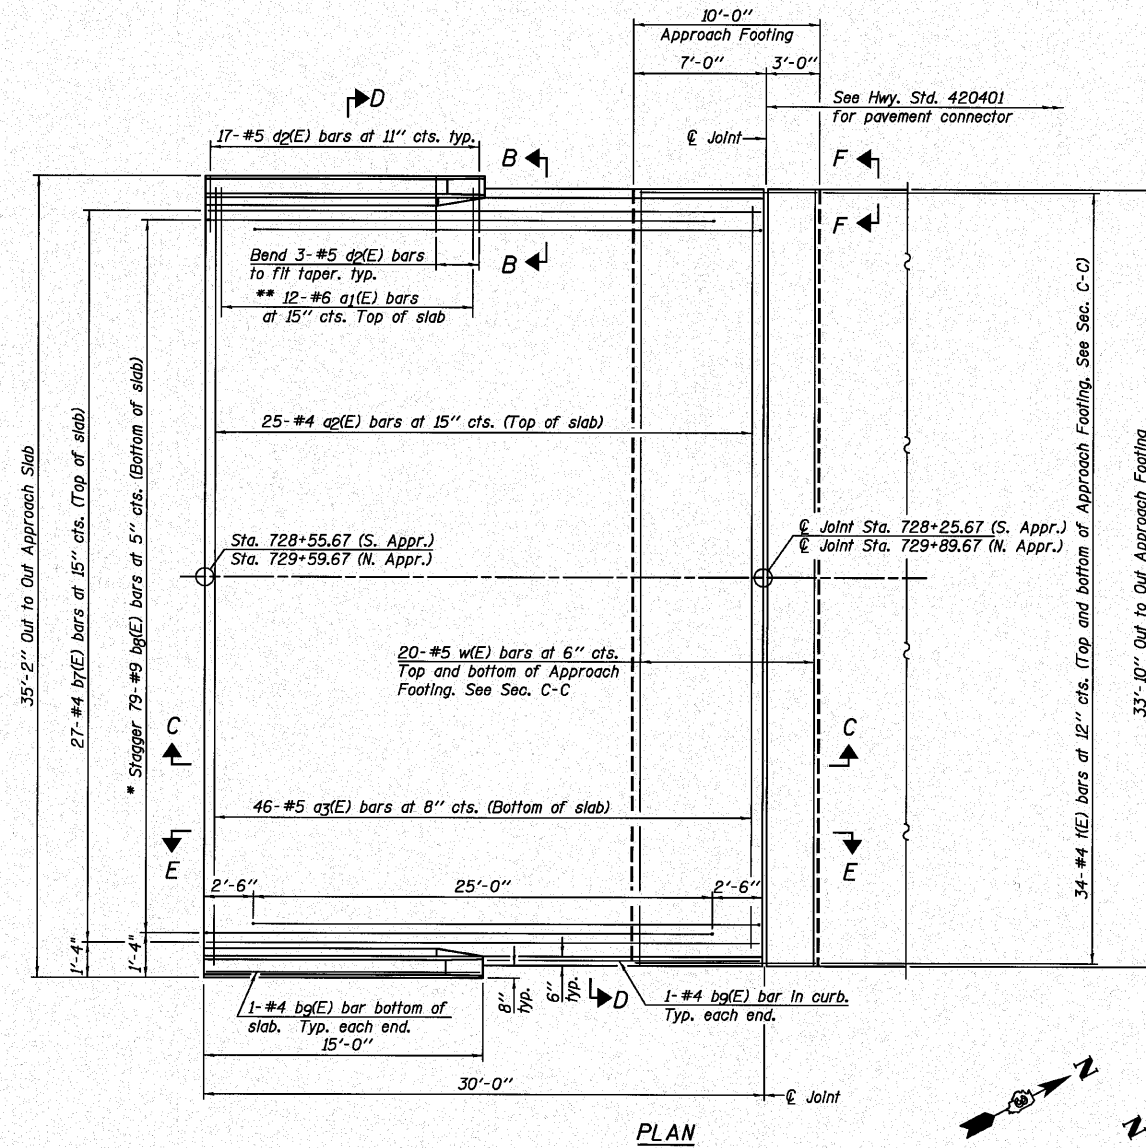 10'-0"
Approach Footing
7'-0"
3'-0"
See Hwy. Std. 420401
for pavement connector
℄ Joint
D
17-#5 d2(E) bars at 11" cts. typ.
B
F
B
F
Bend 3-#5 d2(E) bars
to fit taper. typ.
** 12-#6 a1(E) bars
at 15" cts. Top of slab
25-#4 a2(E) bars at 15" cts. (Top of slab)
35'-2" Out to Out Approach Slab
27-#4 b7(E) bars at 15" cts. (Top of slab)
* Stagger 79-#9 b8(E) bars at 5" cts. (Bottom of slab)
Sta. 728+55.67 (S. Appr.)
Sta. 729+59.67 (N. Appr.)
℄ Joint Sta. 728+25.67 (S. Appr.)
℄ Joint Sta. 729+89.67 (N. Appr.)
34-#4 t(E) bars at 12" cts. (Top and bottom of Approach Footing, See Sec. C-C)
33'-10" Out to Out Approach Footing
20-#5 w(E) bars at 6" cts.
Top and bottom of Approach
Footing. See Sec. C-C
C
C
46-#5 a3(E) bars at 8" cts. (Bottom of slab)
E
E
2'-6"
25'-0"
2'-6"
1'-4"
1'-4"
8"
typ.
6"
typ.
D
1-#4 b9(E) bar bottom of
slab. Typ. each end.
1-#4 b9(E) bar in curb.
Typ. each end.
15'-0"
30'-0"
℄ Joint
N
PLAN